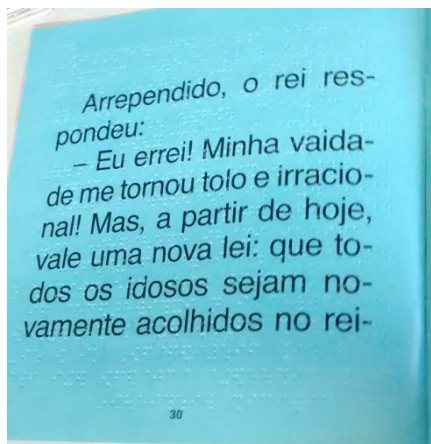 Arrependido, o rei res-
pondeu:
– Eu errei! Minha vaida-
de me tornou tolo e irracio-
nal! Mas, a partir de hoje,
vale uma nova lei: que to-
dos os idosos sejam no-
vamente acolhidos no rei-
30